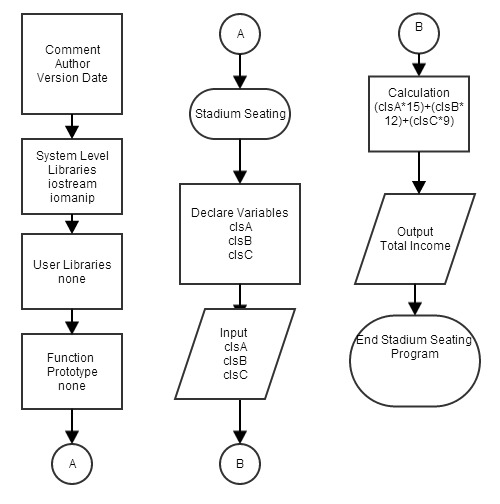 Comment
Author
Version Date
System Level
Libraries
iostream
iomanip
User Libraries
none
Function
Prototype
none
A
A
Stadium Seating
Declare Variables
clsA
clsB
clsC
Input
clsA
clsB
clsC
B
B
Calculation
(clsA*15)+(clsB*
12)+(clsC*9)
Output
Total Income
End Stadium Seating
Program